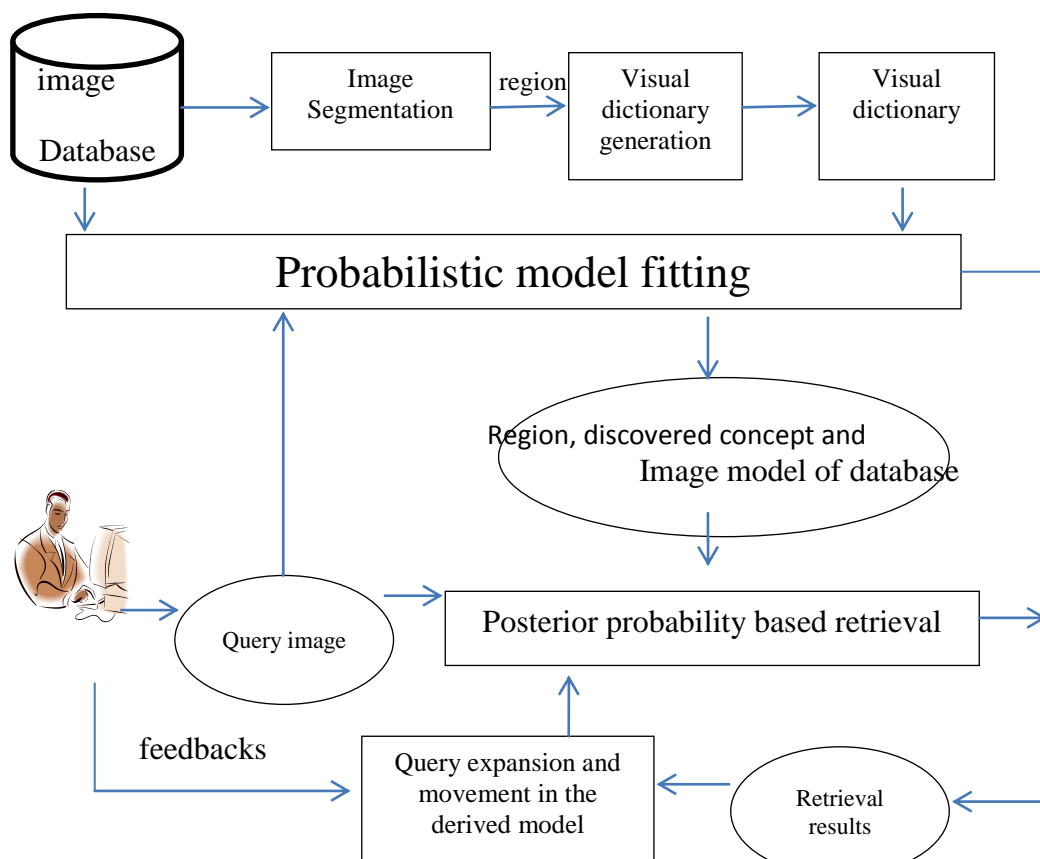 image
Database
Image
Segmentation
region
Visual
dictionary
generation
Visual
dictionary
Probabilistic model fitting
Region, discovered concept and
Image model of database
Query image
Posterior probability based retrieval
feedbacks
Query expansion and
movement in the
derived model
Retrieval
results